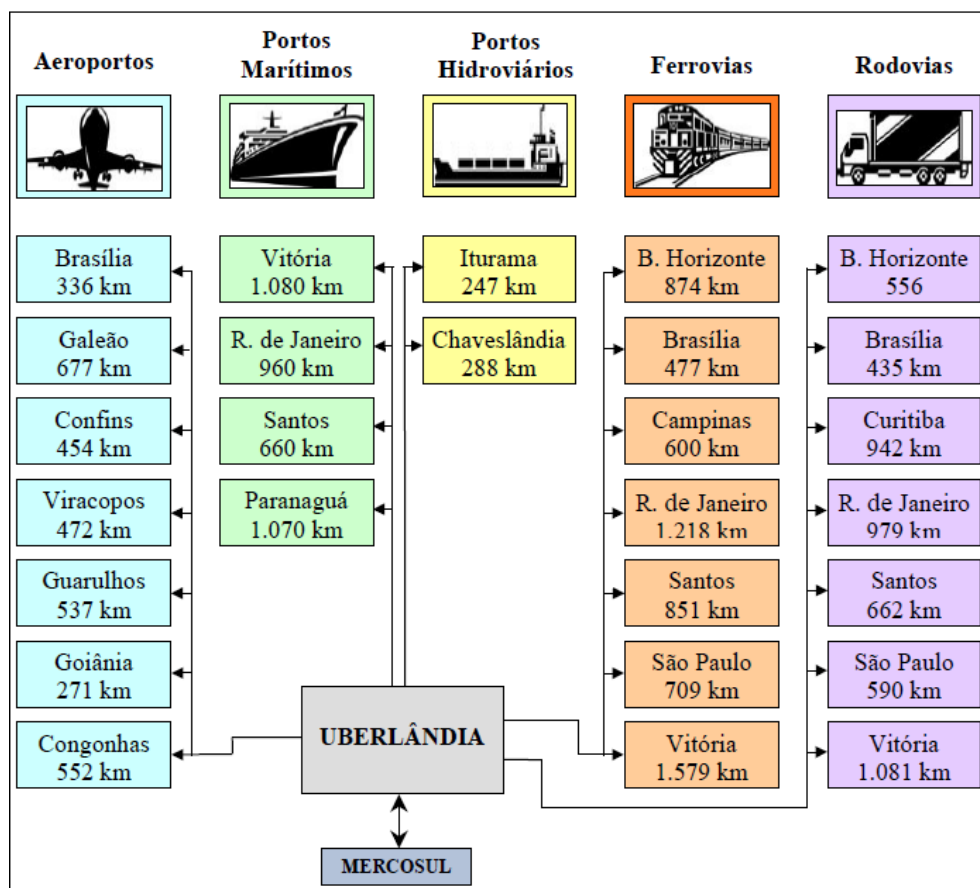 Aeroportos
Portos
Marítimos
Portos
Hidroviários
Ferrovias
Rodovias
Brasília
336 km
Galeão
677 km
Confins
454 km
Viracopos
472 km
Guarulhos
537 km
Goiânia
271 km
Congonhas
552 km
Vitória
1.080 km
R. de Janeiro
960 km
Santos
660 km
Paranaguá
1.070 km
Iturama
247 km
Chaveslândia
288 km
B. Horizonte
874 km
Brasília
477 km
Campinas
600 km
R. de Janeiro
1.218 km
Santos
851 km
São Paulo
709 km
Vitória
1.579 km
B. Horizonte
556
Brasília
435 km
Curitiba
942 km
R. de Janeiro
979 km
Santos
662 km
São Paulo
590 km
Vitória
1.081 km
UBERLÂNDIA
MERCOSUL